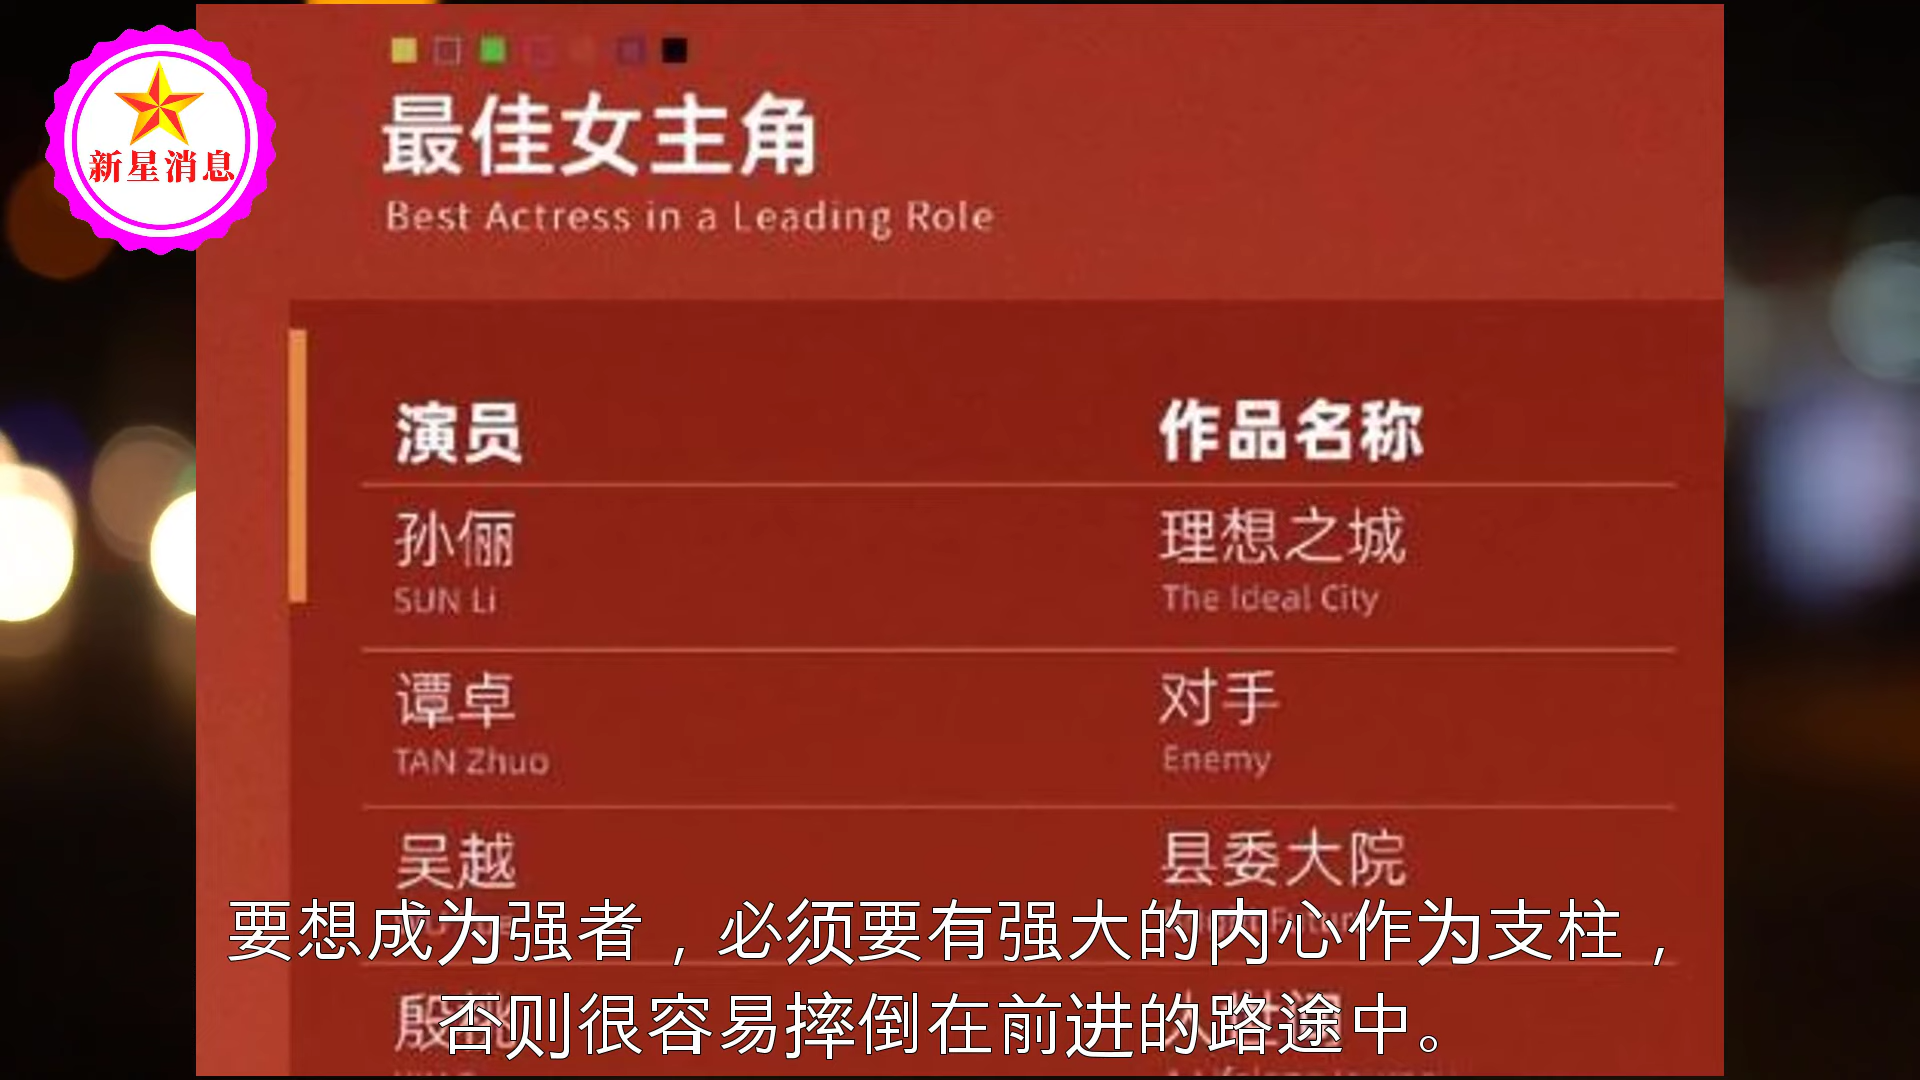 新星消息
最佳女主角
Best Actress in a Leading Role
演员 作品名称
孙俪 理想之城
SUN Li The Ideal City
谭卓 对手
TAN Zhuo Enemy
吴越 县委大院
要想成为强者，必须要有强大的内心作为支柱，
否则很容易摔倒在前进的路途中。
殷桃